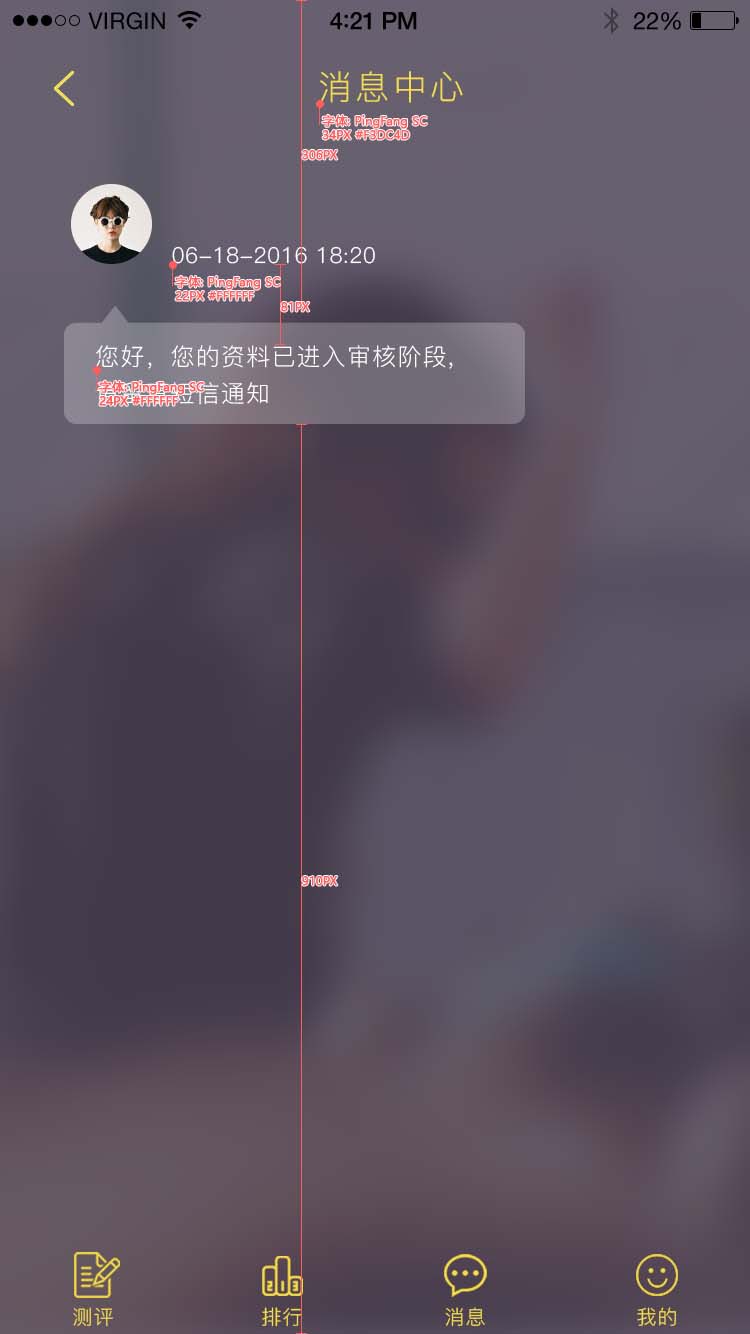 VIRGIN
4:21 PM
22%
消息中心
字体: PingFang SC
34PX #F3DC4D
306PX
06-18-2016 18:20
字体: PingFang SC
22PX #FFFFFF
81PX
您好，您的资料已进入审核阶段，
字体: PingFang SC
24PX #FFFFFF
短信通知
910PX
测评
排行
消息
我的